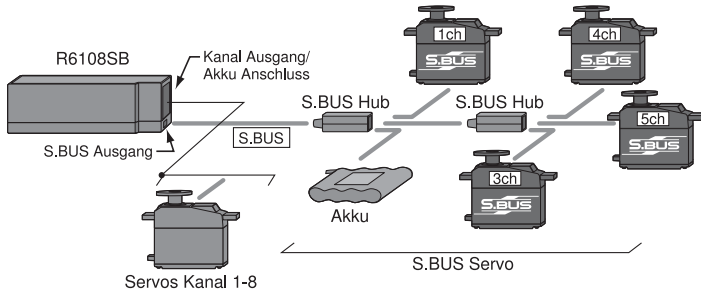 R6108SB
Kanal Ausgang/
Akku Anschluss
1ch
S.BUS
4ch
S.BUS
S.BUS Hub
S.BUS Hub
5ch
S.BUS
S.BUS
S.BUS Ausgang
3ch
S.BUS
Akku
Servos Kanal 1-8
S.BUS Servo